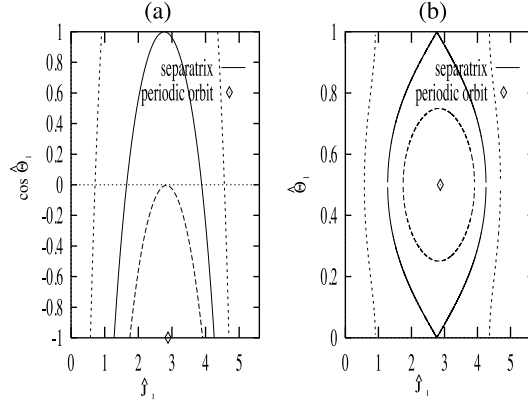 (a)
(b)
1
0.8
0.6
0.4
0.2
0
-0.2
-0.4
-0.6
-0.8
-1
cos Θ̂₁
separatrix
periodic orbit
0 1 2 3 4 5
Ĵ₁
1
0.8
0.6
0.4
0.2
0
Θ̂₁
separatrix
periodic orbit
0 1 2 3 4 5
Ĵ₁